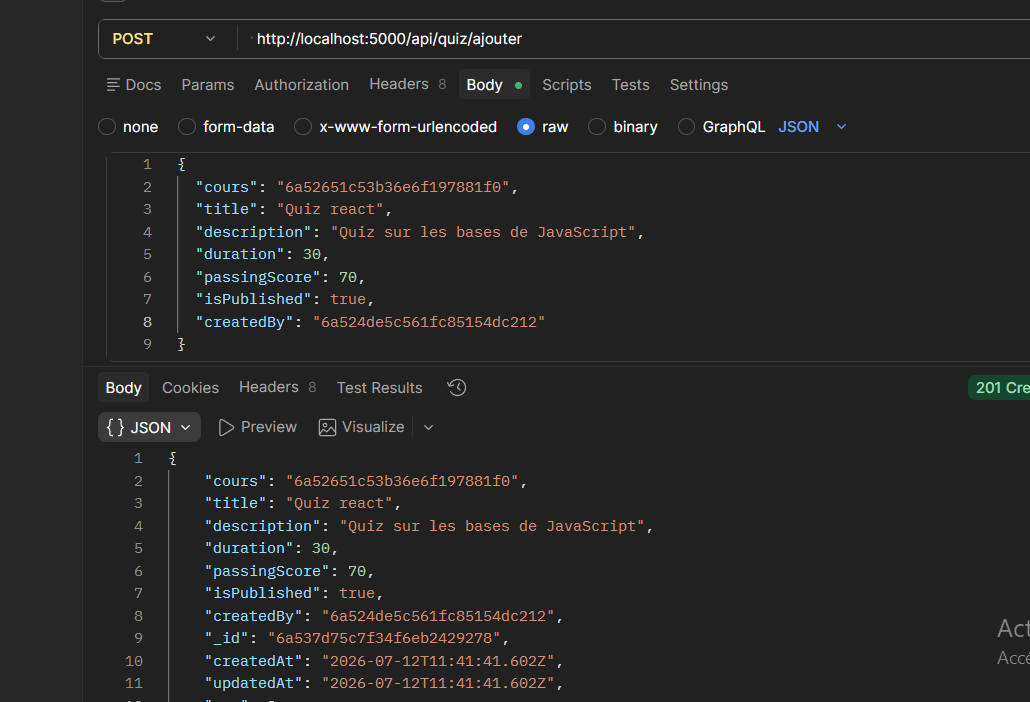 POST http://localhost:5000/api/quiz/ajouter
Docs Params Authorization Headers 8 Body Scripts Tests Settings
none form-data x-www-form-urlencoded raw binary GraphQL JSON
1 {
2 "cours": "6a52651c53b36e6f197881f0",
3 "title": "Quiz react",
4 "description": "Quiz sur les bases de JavaScript",
5 "duration": 30,
6 "passingScore": 70,
7 "isPublished": true,
8 "createdBy": "6a524de5c561fc85154dc212"
9 }
Body Cookies Headers 8 Test Results 201 Cre
{} JSON Preview Visualize
1 {
2 "cours": "6a52651c53b36e6f197881f0",
3 "title": "Quiz react",
4 "description": "Quiz sur les bases de JavaScript",
5 "duration": 30,
6 "passingScore": 70,
7 "isPublished": true,
8 "createdBy": "6a524de5c561fc85154dc212",
9 "_id": "6a537d75c7f34f6eb2429278",
10 "createdAt": "2026-07-12T11:41:41.602Z",
11 "updatedAt": "2026-07-12T11:41:41.602Z",
Act
Accé